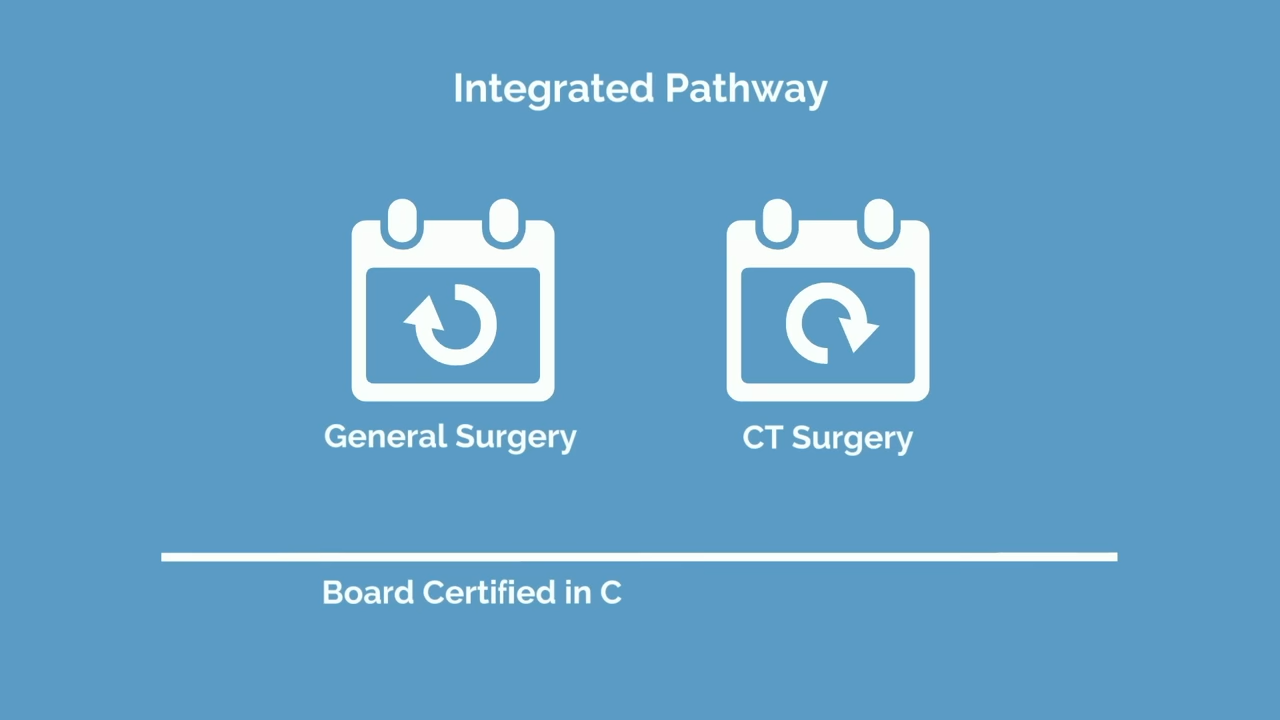 Integrated Pathway
General Surgery
CT Surgery
Board Certified in C